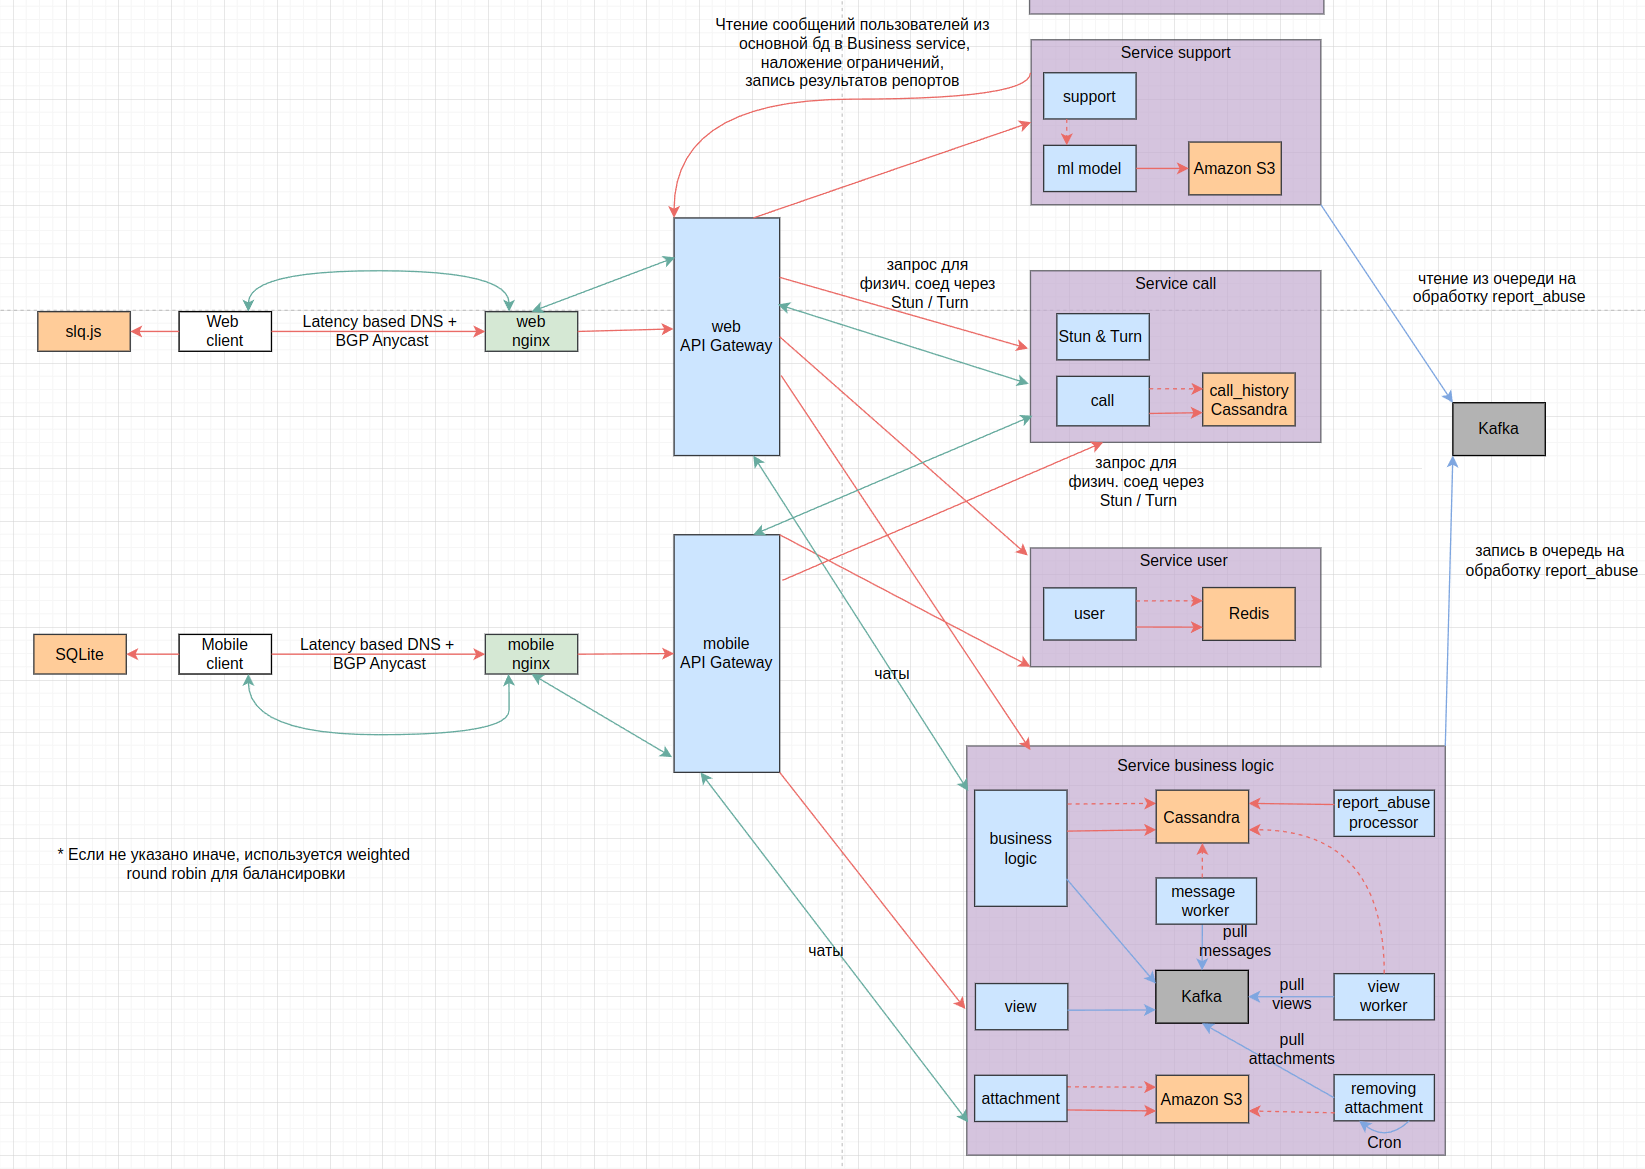 Чтение сообщений пользователей из
основной бд в Business service,
наложение ограничений,
запись результатов репортов
Service support
support
ml model
Amazon S3
запрос для
физич. соед через
Stun / Turn
Service call
Stun & Turn
call
call_history
Cassandra
чтение из очереди на
обработку report_abuse
slq.js
Web
client
Latency based DNS +
BGP Anycast
web
nginx
web
API Gateway
Kafka
запрос для
физич. соед через
Stun / Turn
запись в очередь на
обработку report_abuse
Service user
user
Redis
SQLite
Mobile
client
Latency based DNS +
BGP Anycast
mobile
nginx
mobile
API Gateway
чаты
Service business logic
business
logic
Cassandra
report_abuse
processor
message
worker
pull
messages
* Если не указано иначе, используется weighted
round robin для балансировки
чаты
view
Kafka
pull
views
view
worker
pull
attachments
attachment
Amazon S3
removing
attachment
Cron